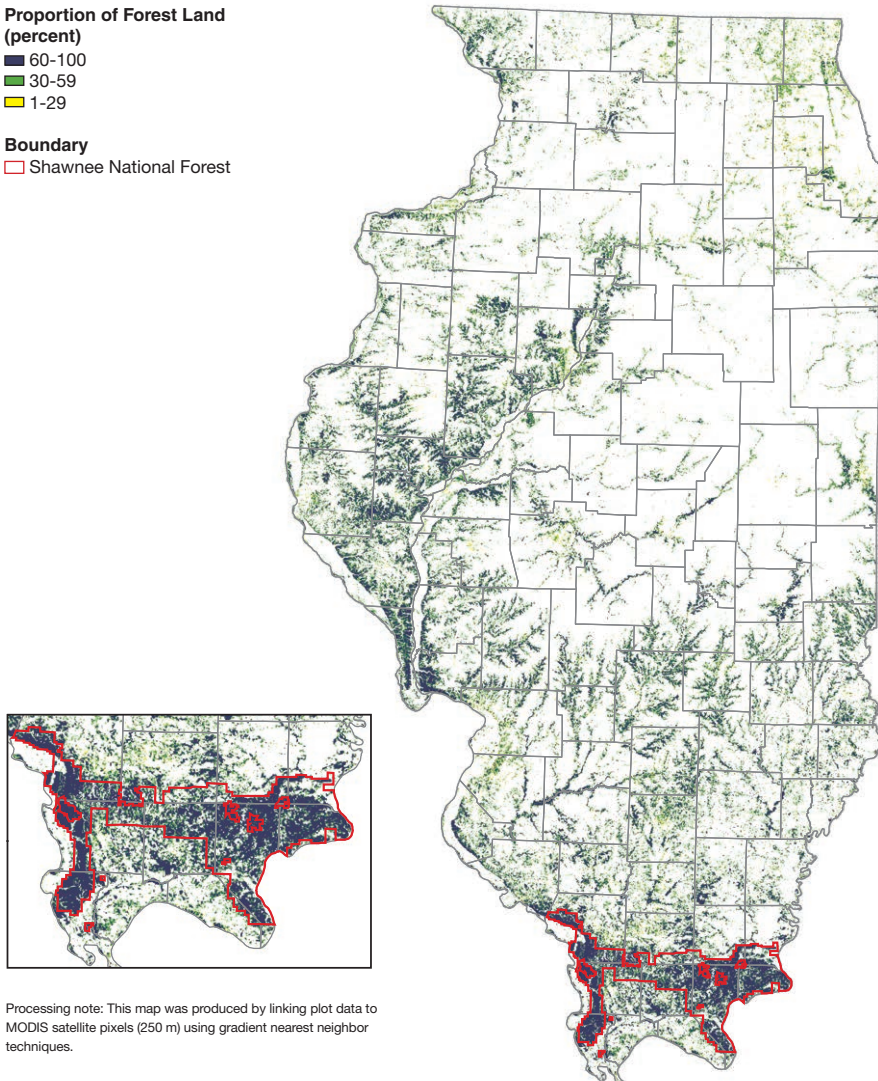 Proportion of Forest Land
(percent)
60-100
30-59
1-29
Boundary
Shawnee National Forest
Processing note: This map was produced by linking plot data to
MODIS satellite pixels (250 m) using gradient nearest neighbor
techniques.